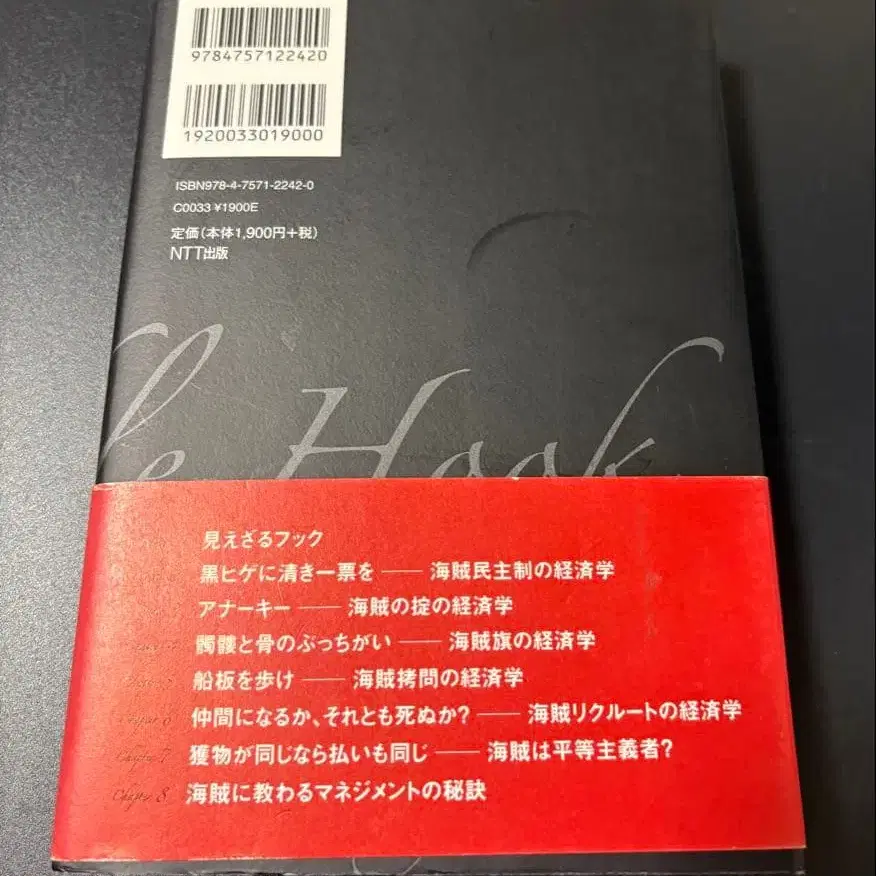 9784757122420
1920033019000
ISBN978-4-7571-2242-0
C0033 ¥1900E
定価(本体1,900円+税)
NTT出版
le Hook
見えざるフック
黒ヒゲに清き一票を —— 海賊民主制の経済学
アナーキー —— 海賊の掟の経済学
髑髏と骨のぶっちがい —— 海賊旗の経済学
船板を歩け —— 海賊拷問の経済学
Chapter 6 仲間になるか、それとも死ぬか? —— 海賊リクルートの経済学
Chapter 7 獲物が同じなら払いも同じ —— 海賊は平等主義者?
Chapter 8 海賊に教わるマネジメントの秘訣